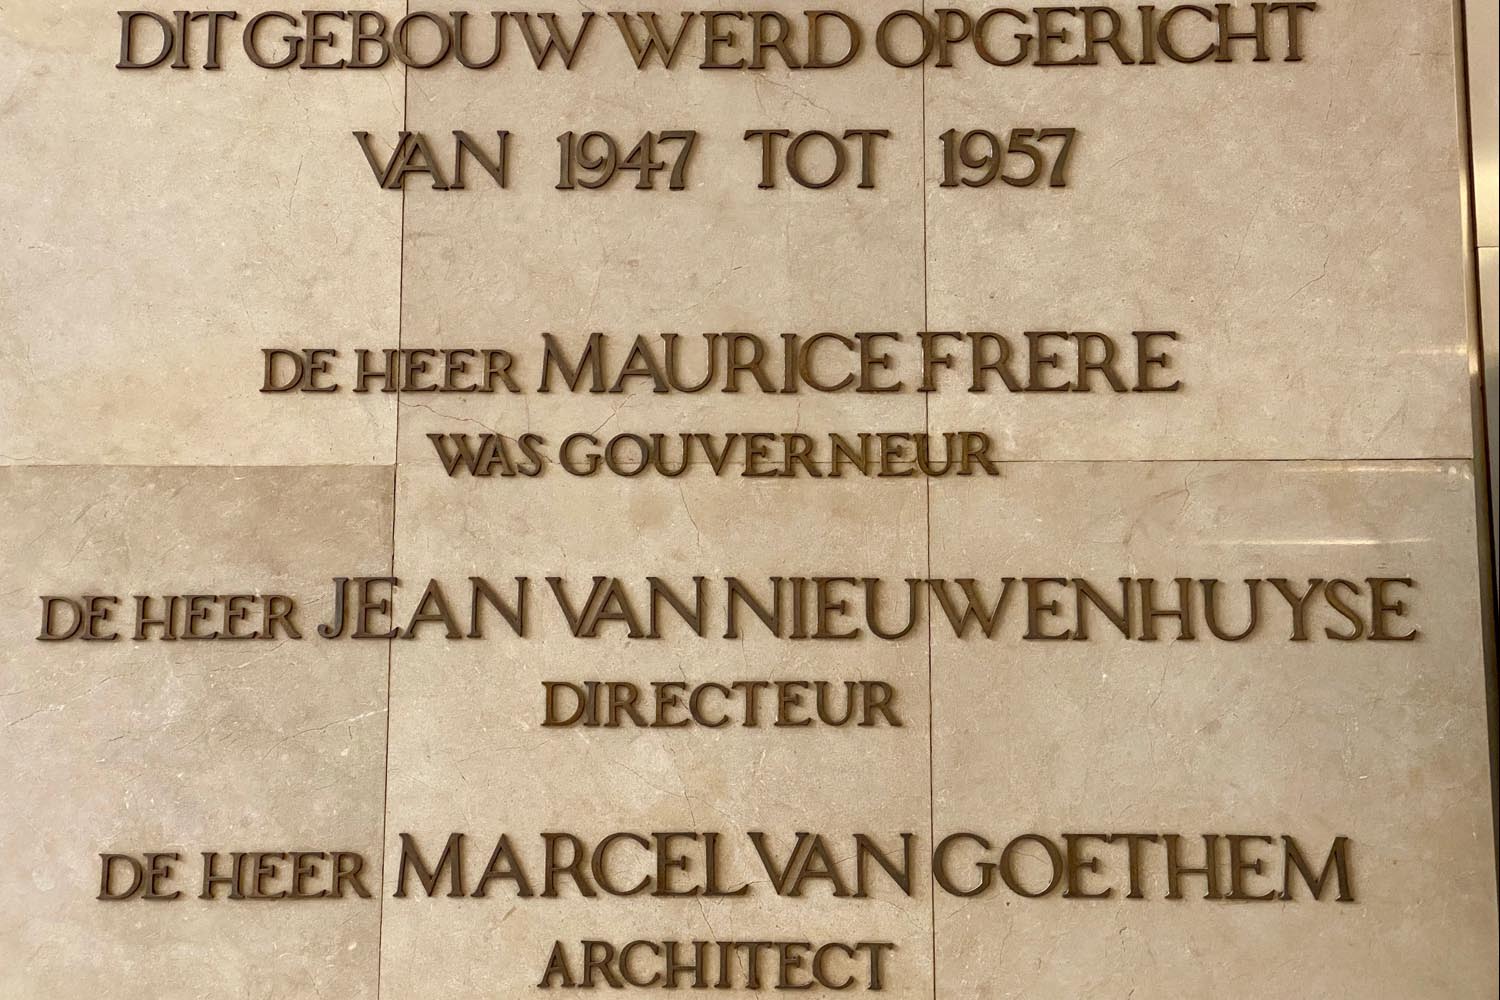 DIT GEBOUW WERD OPGERICHT
VAN 1947 TOT 1957
DE HEER MAURICE FRERE
WAS GOUVERNEUR
DE HEER JEAN VAN NIEUWENHUYSE
DIRECTEUR
DE HEER MARCEL VAN GOETHEM
ARCHITECT